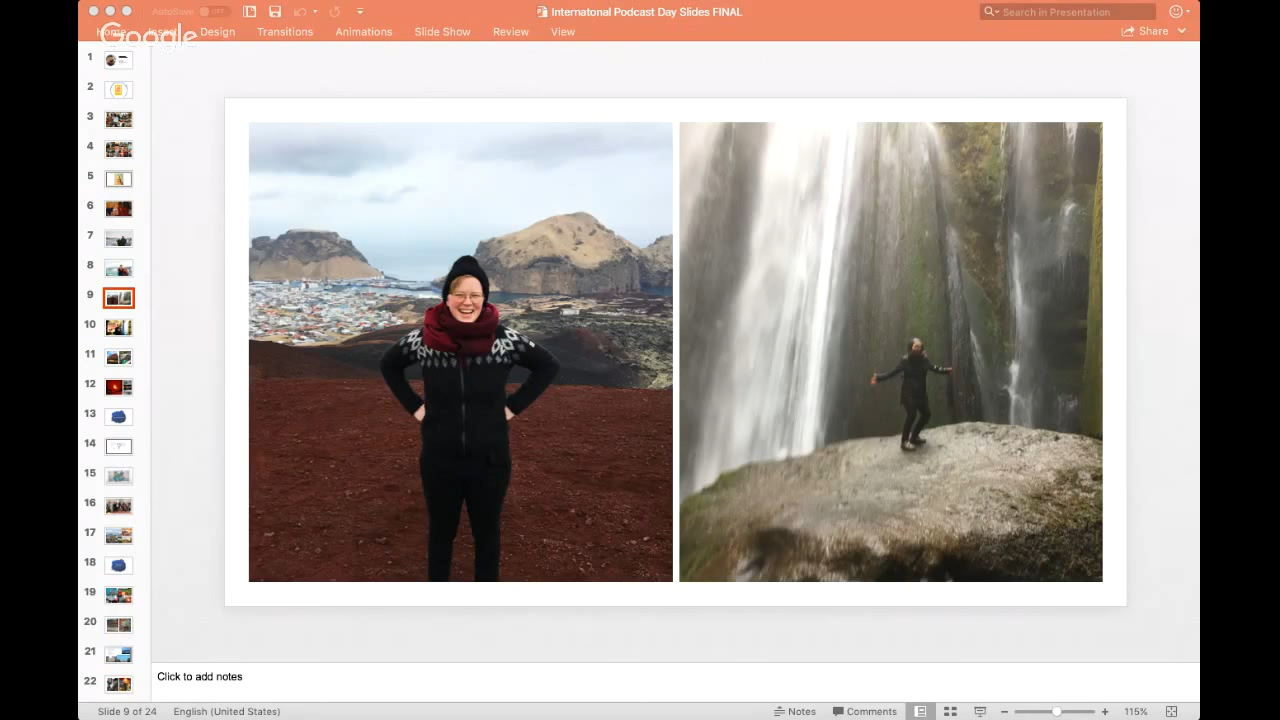 AutoSave OFF
Internatonal Podcast Day Slides FINAL
Search in Presentation
Home Insert Design Transitions Animations Slide Show Review View
Google
Share
1
2
3
4
5
6
7
8
9
10
11
12
13
14
15
16
17
18
19
20
21
22
Click to add notes
Slide 9 of 24 English (United States)
Notes Comments 115%